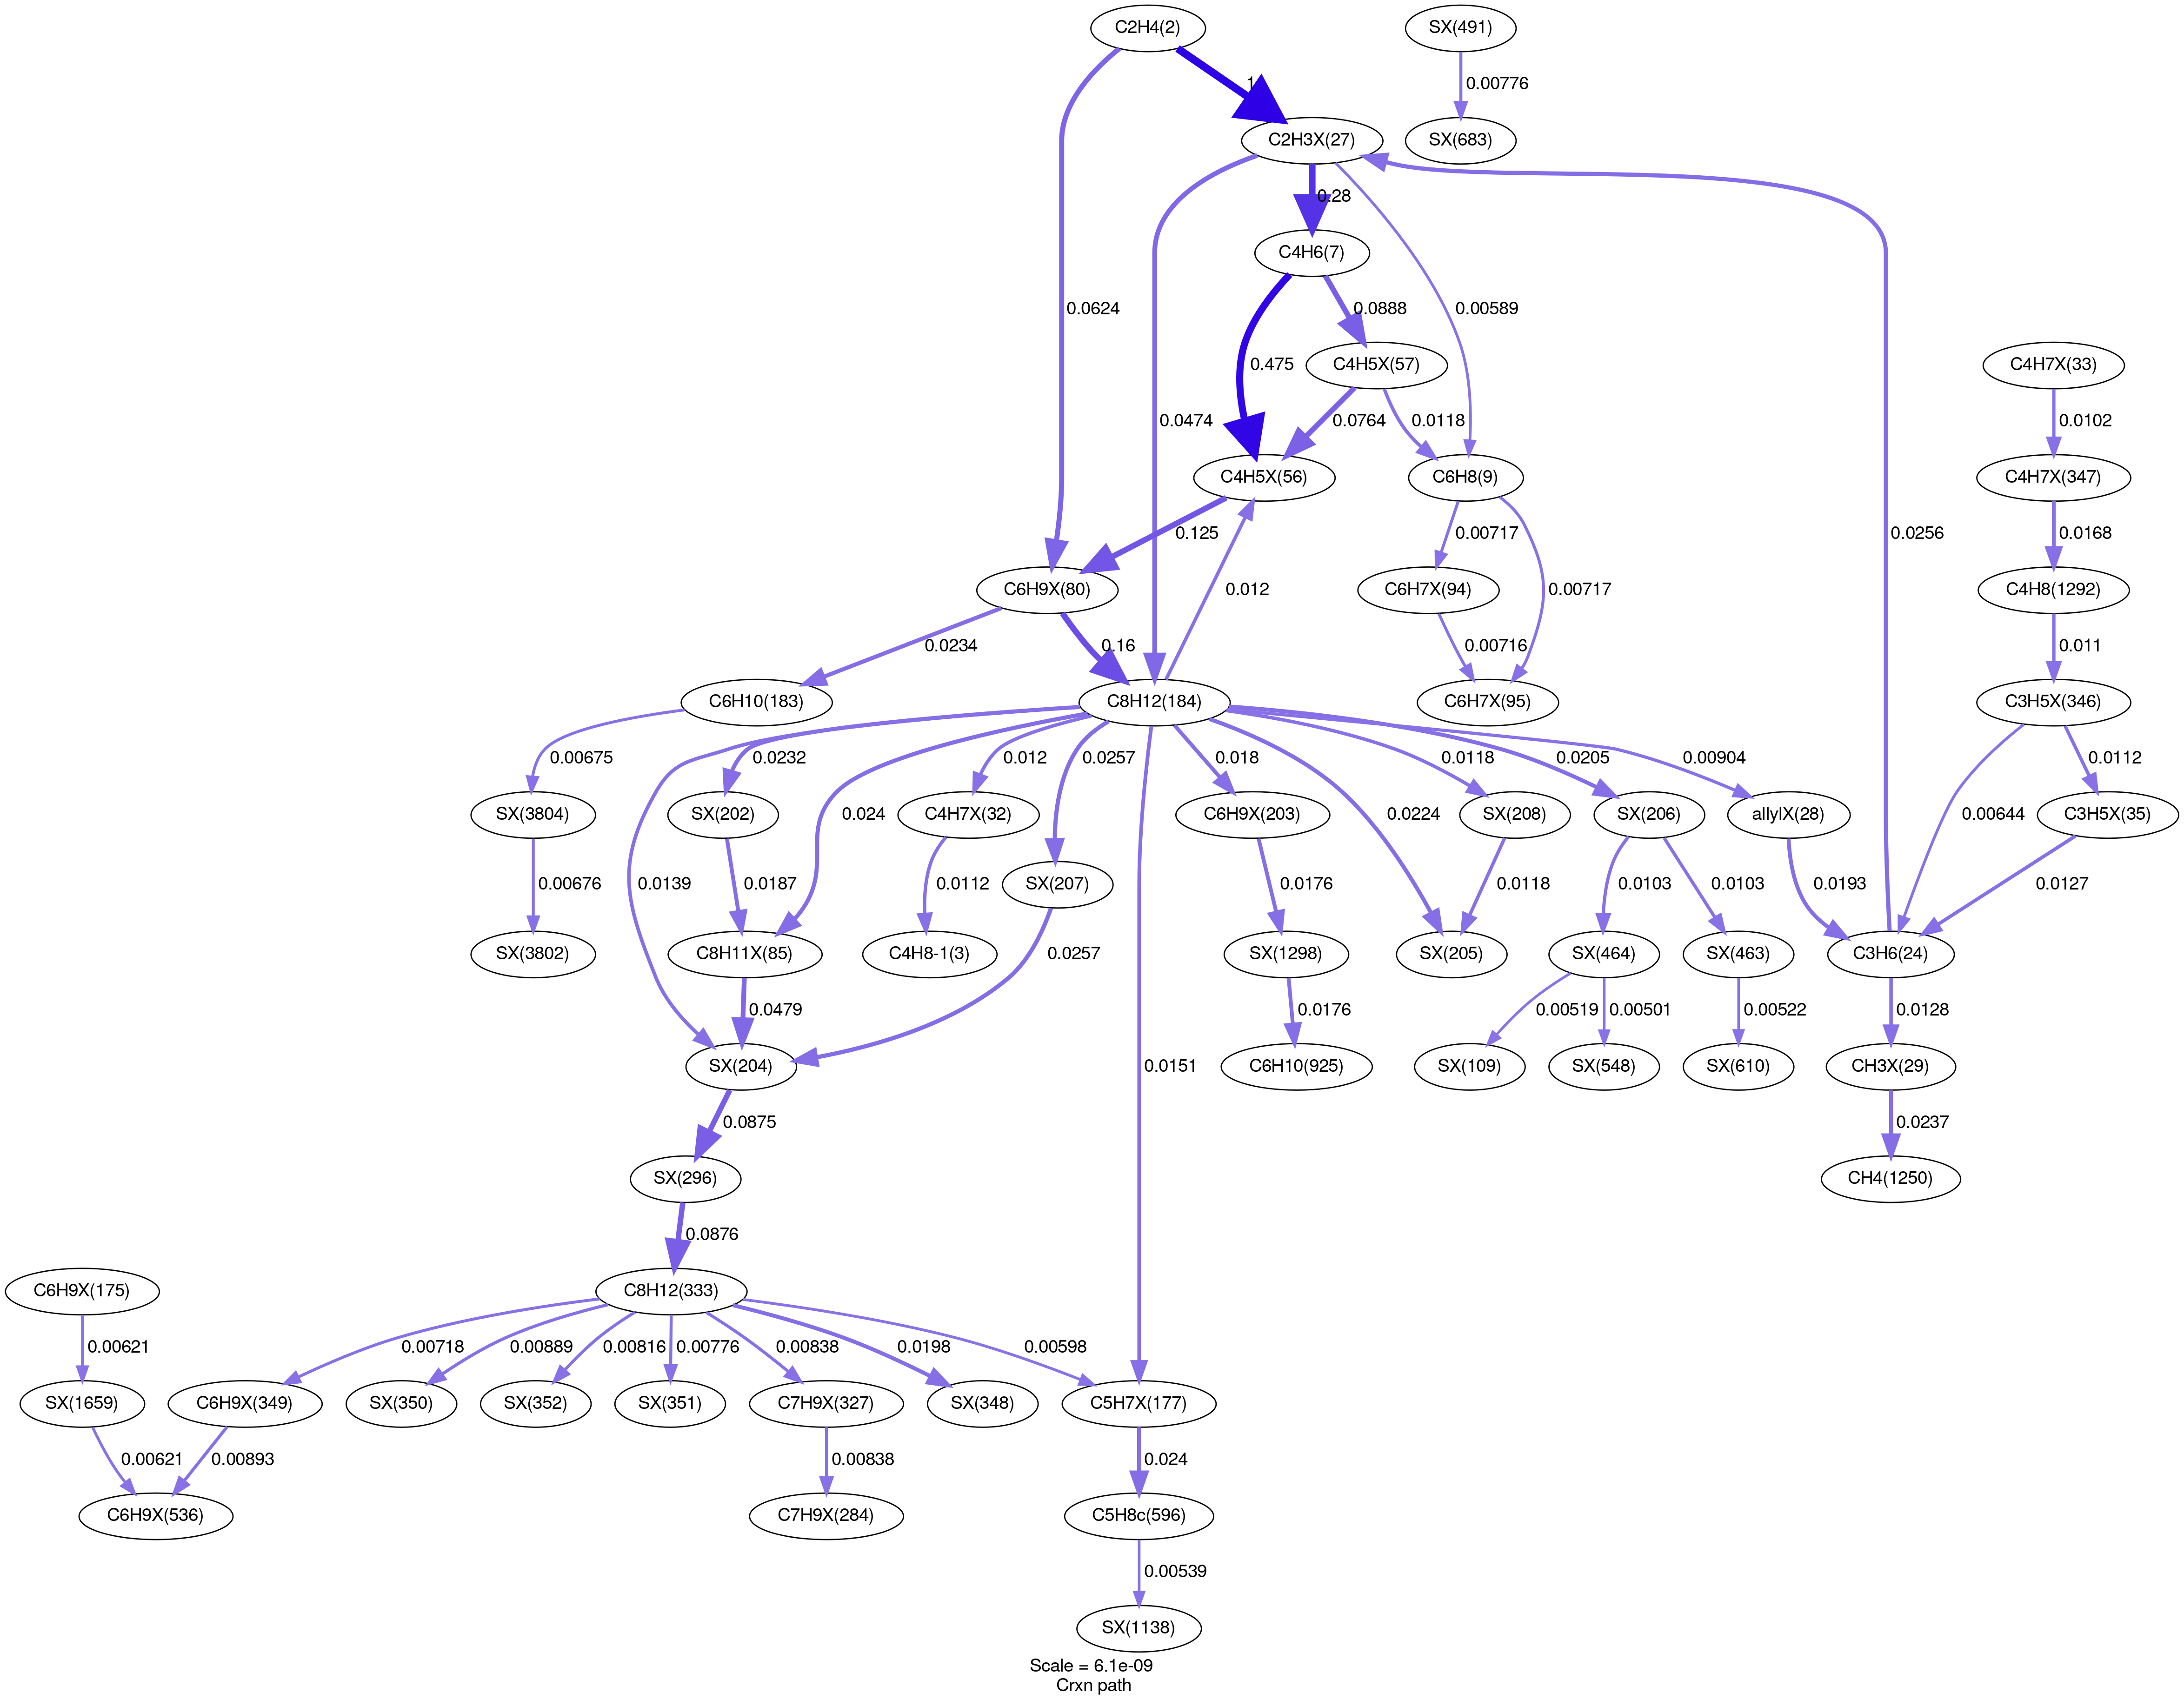 C2H4(2)
SX(491)
1
0.00776
C2H3X(27)
SX(683)
0.28
C4H6(7)
0.0624
0.0888
0.00589
C4H5X(57)
C4H7X(33)
0.475
0.0474
0.0764
0.0118
0.0102
C4H5X(56)
C6H8(9)
C4H7X(347)
0.0256
0.125
0.00717
0.0168
C6H9X(80)
0.012
C6H7X(94)
0.00717
C4H8(1292)
0.0234
0.16
0.00716
0.011
C6H10(183)
C8H12(184)
C6H7X(95)
C3H5X(346)
0.00675
0.0232
0.012
0.0257
0.018
0.0118
0.0205
0.00904
0.0112
SX(3804)
SX(202)
0.024
C4H7X(32)
C6H9X(203)
0.0224
SX(208)
SX(206)
allylX(28)
0.00644
C3H5X(35)
0.00676
0.0139
0.0187
0.0112
SX(207)
0.0176
0.0118
0.0103
0.0103
0.0193
0.0127
SX(3802)
C8H11X(85)
C4H8-1(3)
0.0257
SX(1298)
SX(205)
SX(464)
SX(463)
C3H6(24)
0.0479
0.0176
0.00519
0.00501
0.00522
0.0128
SX(204)
0.0151
C6H10(925)
SX(109)
SX(548)
SX(610)
CH3X(29)
0.0875
0.0237
SX(296)
CH4(1250)
0.0876
C6H9X(175)
C8H12(333)
0.00621
0.00718
0.00889
0.00816
0.00776
0.00838
0.0198
0.00598
SX(1659)
C6H9X(349)
SX(350)
SX(352)
SX(351)
C7H9X(327)
SX(348)
C5H7X(177)
0.00621
0.00893
0.00838
0.024
C6H9X(536)
C7H9X(284)
C5H8c(596)
0.00539
SX(1138)
Scale = 6.1e-09
Crxn path